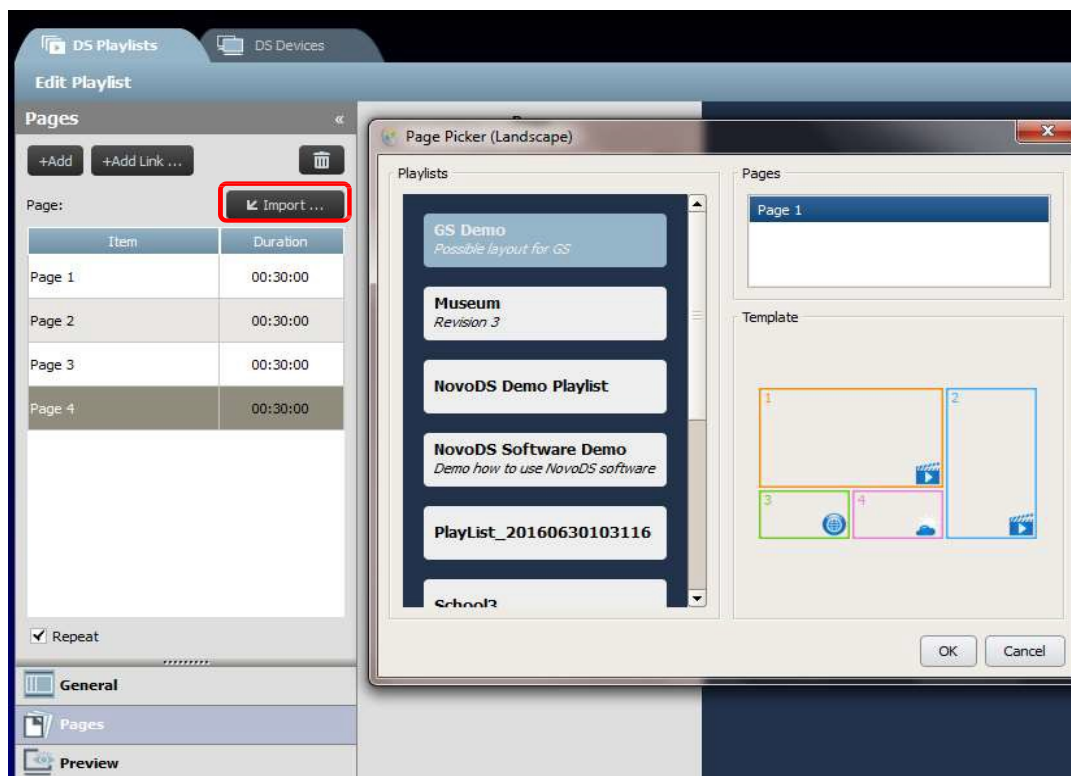 DS Playlists
DS Devices
Edit Playlist
Pages
«
+Add
+Add Link ...
Page:
Import ...
Item
Duration
Page 1
00:30:00
Page 2
00:30:00
Page 3
00:30:00
Page 4
00:30:00
Repeat
General
Pages
Preview
Page Picker (Landscape)
Playlists
GS Demo
Possible layout for GS
Museum
Revision 3
NovoDS Demo Playlist
NovoDS Software Demo
Demo how to use NovoDS software
PlayList_20160630103116
School3
Pages
Page 1
Template
1
2
3
4
OK
Cancel